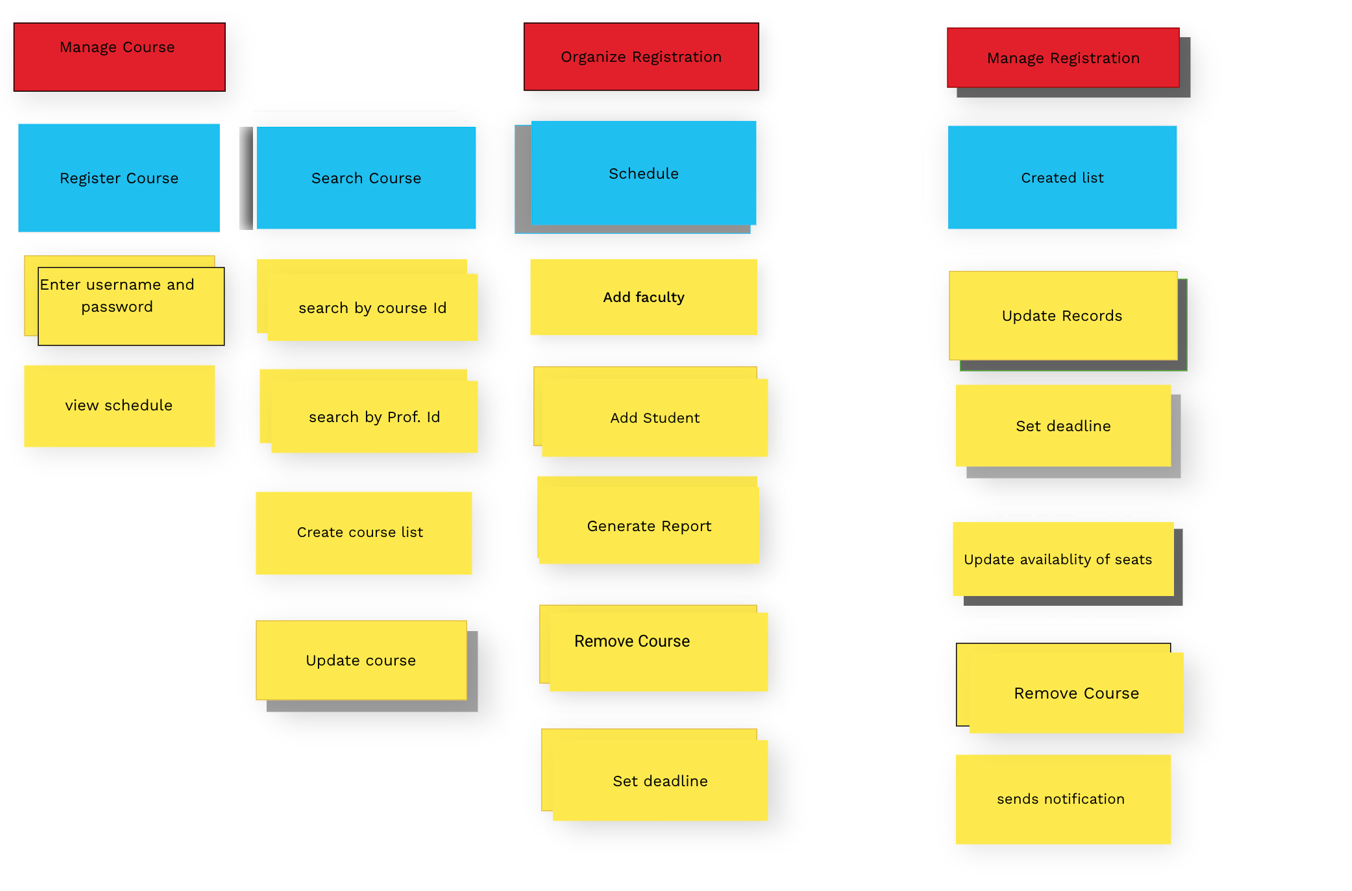 Manage Course
Organize Registration
Manage Registration
Register Course
Search Course
Schedule
Created list
Enter username and
password
view schedule
search by course Id
search by Prof. Id
Create course list
Update course
Add faculty
Add Student
Generate Report
Remove Course
Set deadline
Update Records
Set deadline
Update availablity of seats
Remove Course
sends notification